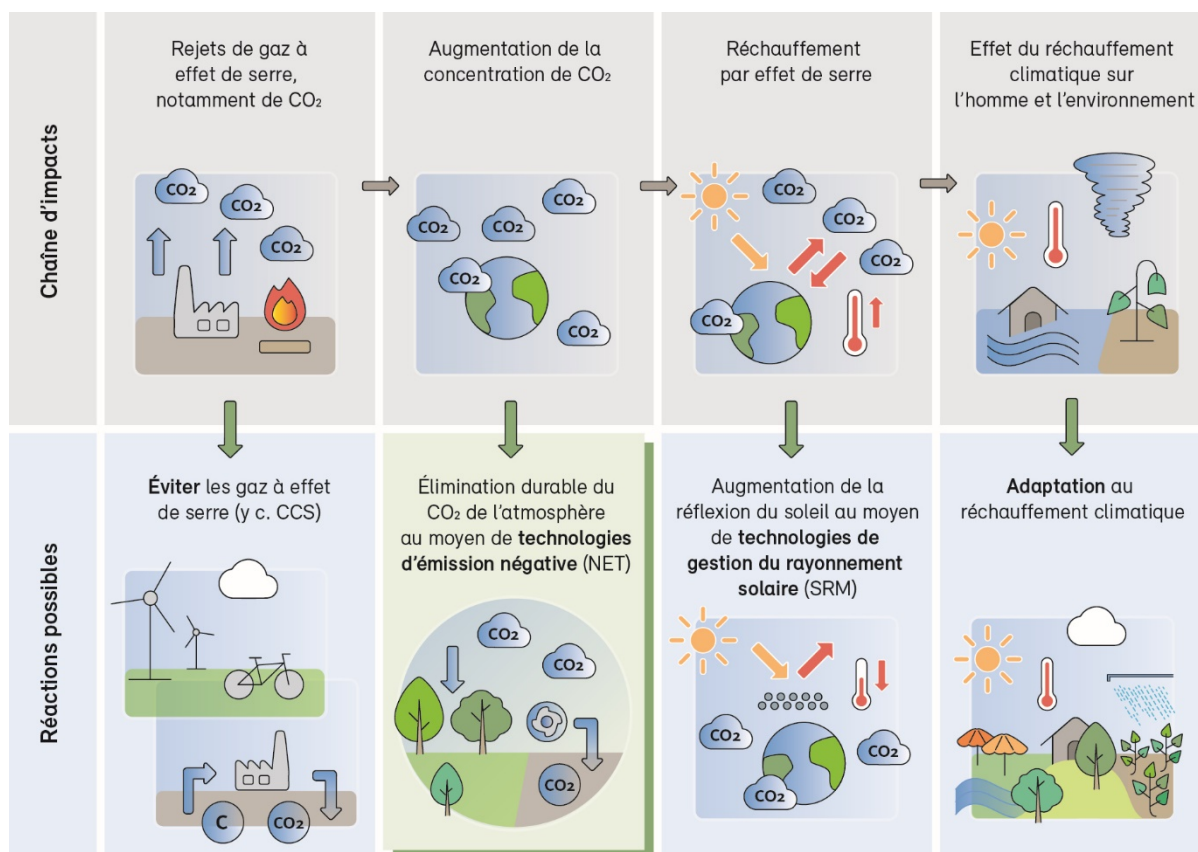 Chaîne d'impacts
Rejets de gaz à
effet de serre,
notamment de CO₂
CO₂
CO₂
CO₂
Augmentation de la
concentration de CO₂
CO₂
CO₂
CO₂
CO₂
CO₂
Réchauffement
par effet de serre
CO₂
CO₂
CO₂
CO₂
Effet du réchauffement
climatique sur
l'homme et l'environnement
Réactions possibles
Éviter les gaz à effet
de serre (y c. CCS)
C
CO₂
Élimination durable du
CO₂ de l'atmosphère
au moyen de technologies
d'émission négative (NET)
CO₂
CO₂
CO₂
Augmentation de la
réflexion du soleil au moyen
de technologies de
gestion du rayonnement
solaire (SRM)
CO₂
CO₂
CO₂
Adaptation au
réchauffement climatique